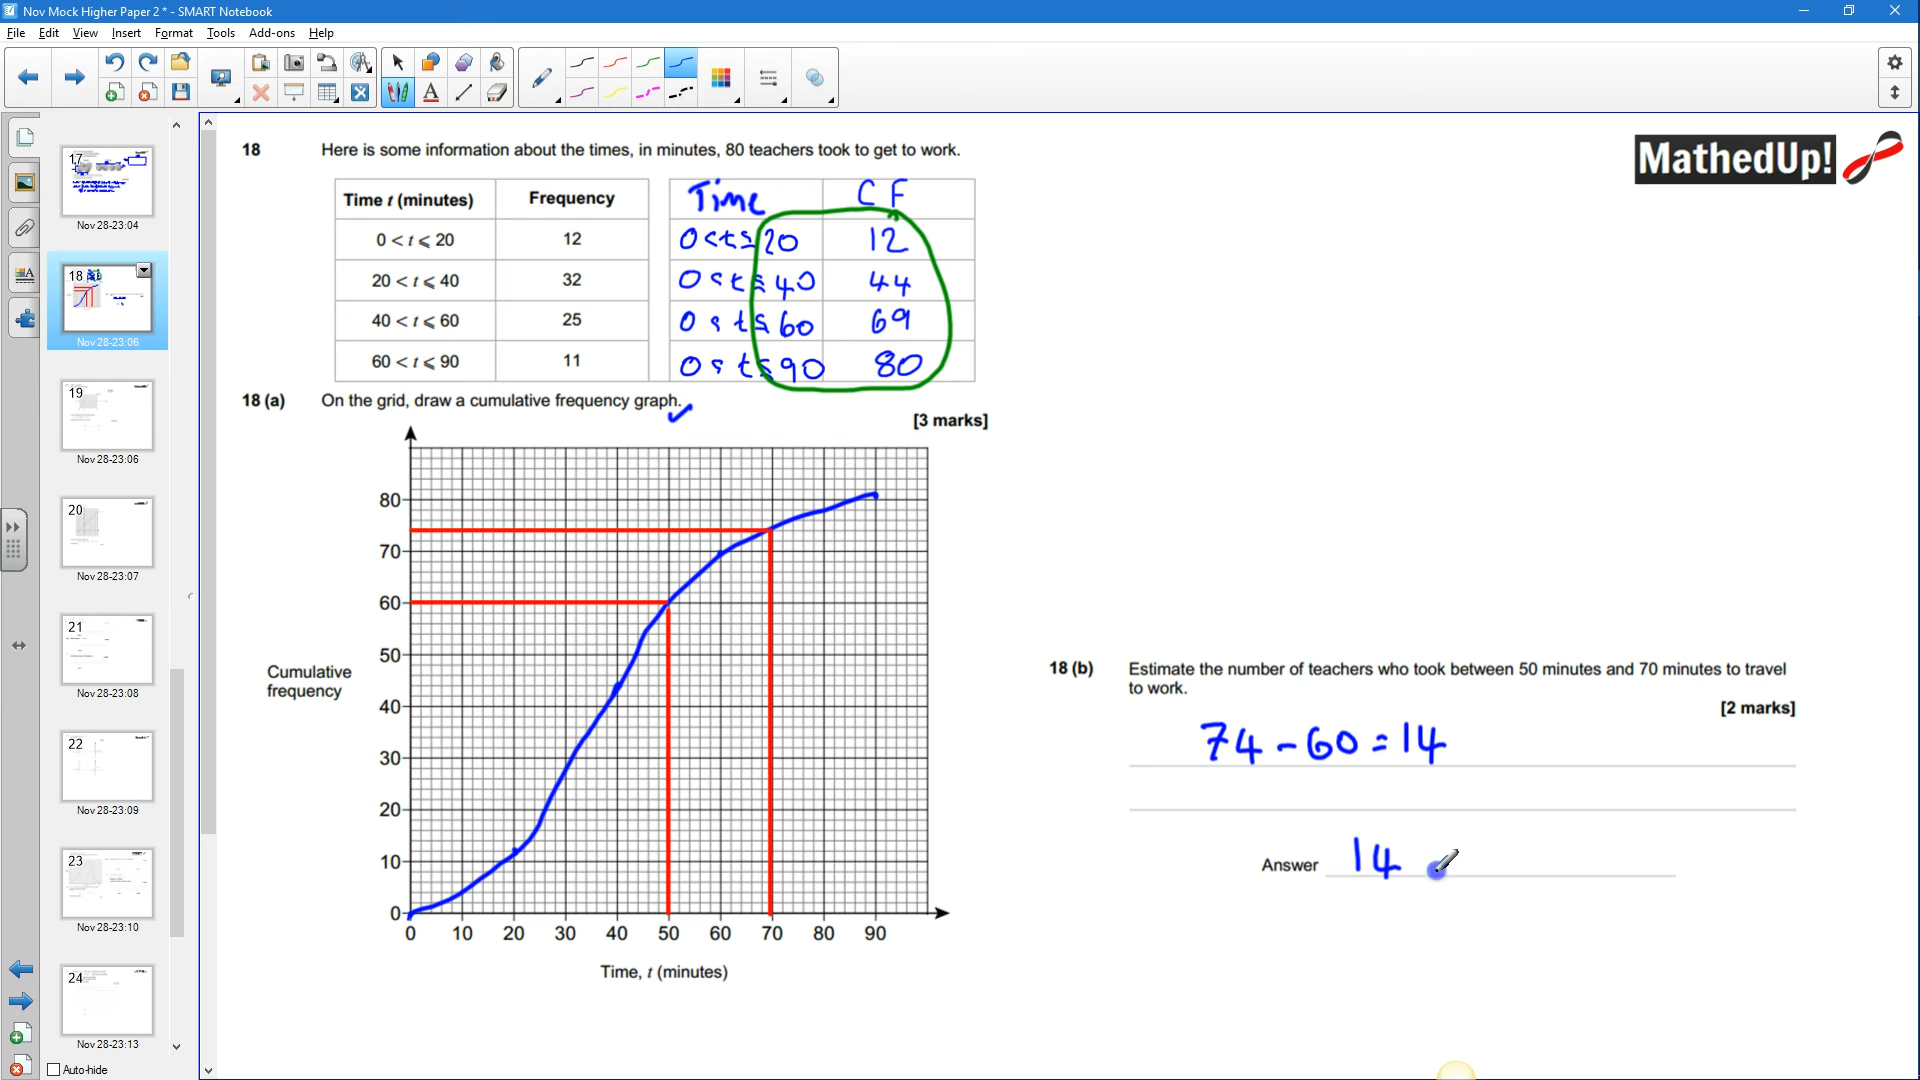 Nov Mock Higher Paper 2 * - SMART Notebook
File Edit View Insert Format Tools Add-ons Help
17
Nov 28-23:04
18
Nov 28-23:06
19
Nov 28-23:06
20
Nov 28-23:07
21
Nov 28-23:08
22
Nov 28-23:09
23
Nov 28-23:10
24
Nov 28-23:13
Auto-hide
MathedUp!
18 Here is some information about the times, in minutes, 80 teachers took to get to work.
Time t (minutes) Frequency Time CF
0 < t ⩽ 20 12 0<t≤20 12
20 < t ⩽ 40 32 0<t≤40 44
40 < t ⩽ 60 25 0<t≤60 69
60 < t ⩽ 90 11 0<t≤90 80
18 (a) On the grid, draw a cumulative frequency graph.
[3 marks]
80
70
60
50
Cumulative
frequency
40
30
20
10
0
0 10 20 30 40 50 60 70 80 90
Time, t (minutes)
18 (b) Estimate the number of teachers who took between 50 minutes and 70 minutes to travel
to work.
[2 marks]
74-60=14
Answer 14